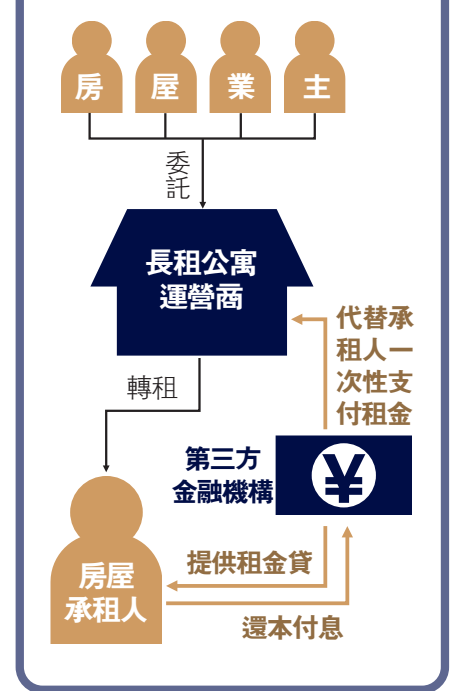 房屋業主
委託
長租公寓
運營商
代替承
租人一
次性支
付租金
轉租
第三方
金融機構
¥
提供租金貸
房屋
承租人
還本付息